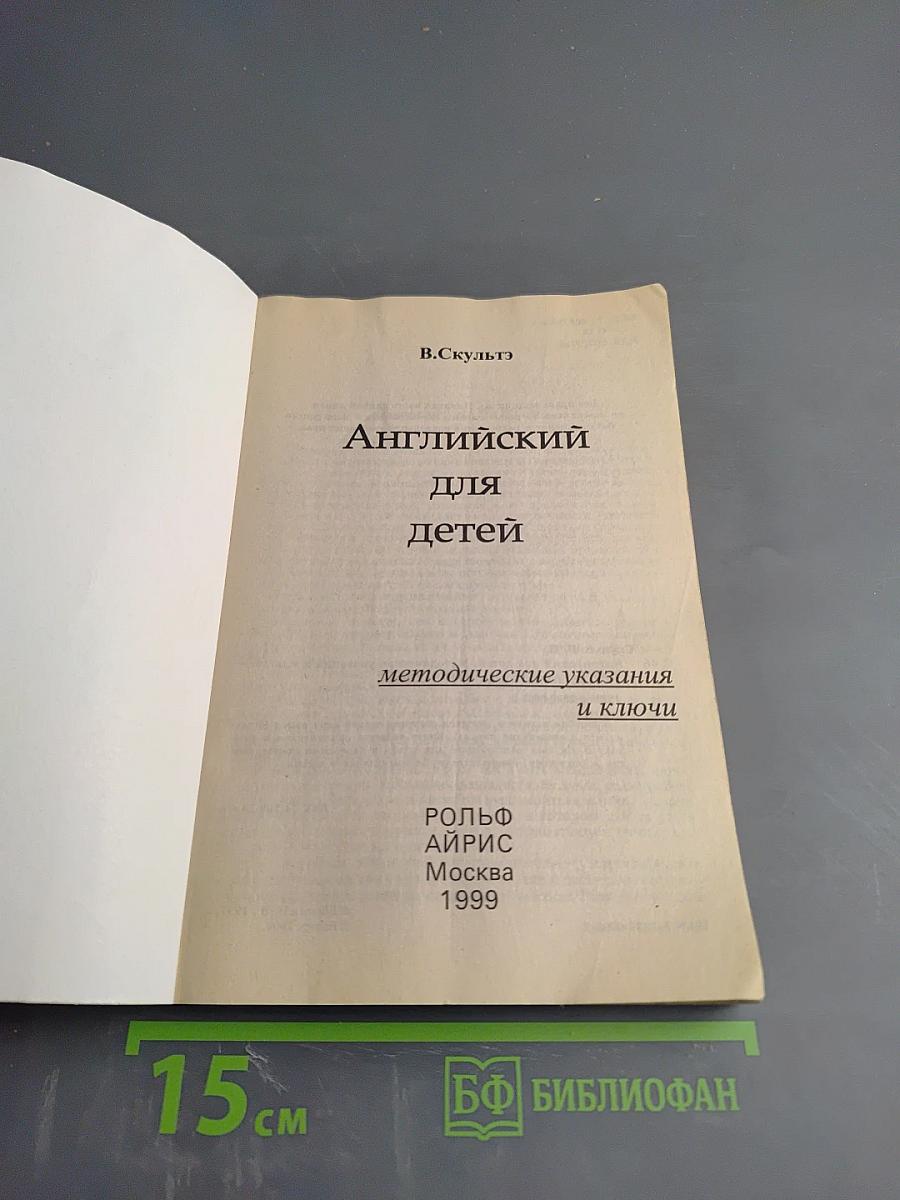 В.Скультэ
Английский
для
детей
методические указания
и ключи
РОЛЬФ
АЙРИС
Москва
1999
15 см
БФ БИБЛИОФАН